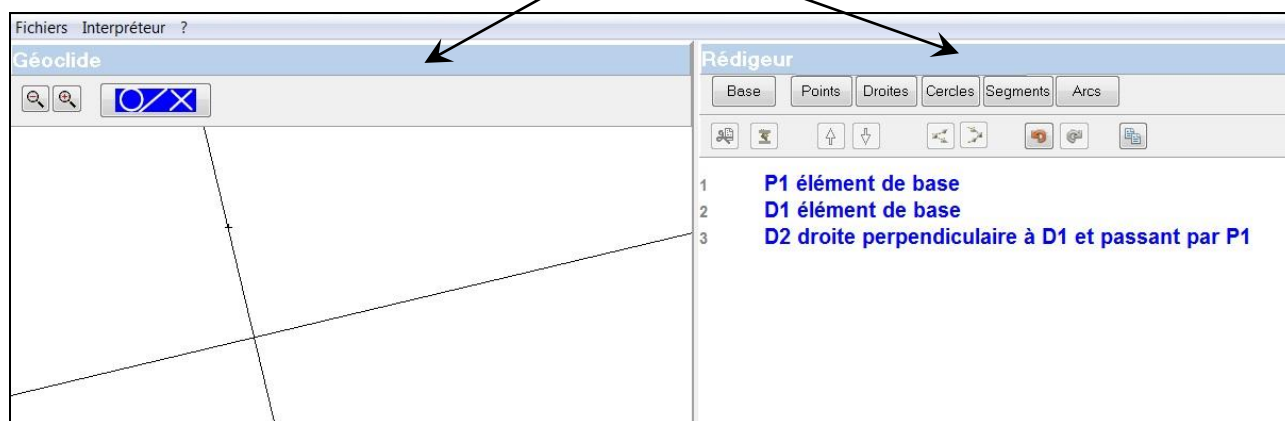 Fichiers Interpréteur ?
Géoclide
Rédigeur
Base Points Droites Cercles Segments Arcs
1 P1 élément de base
2 D1 élément de base
3 D2 droite perpendiculaire à D1 et passant par P1